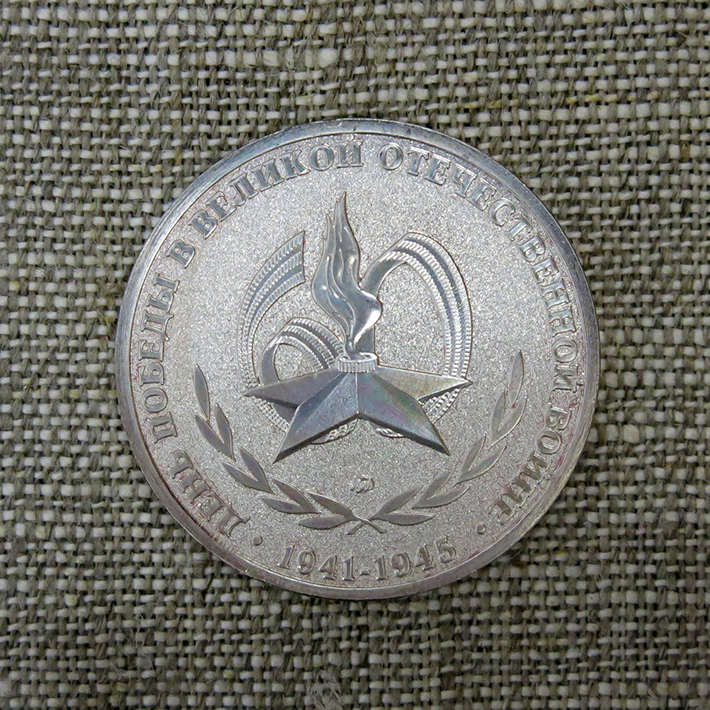 ДЕНЬ ПОБЕДЫ В ВЕЛИКОЙ ОТЕЧЕСТВЕННОЙ ВОЙНЕ
· 1941-1945 ·